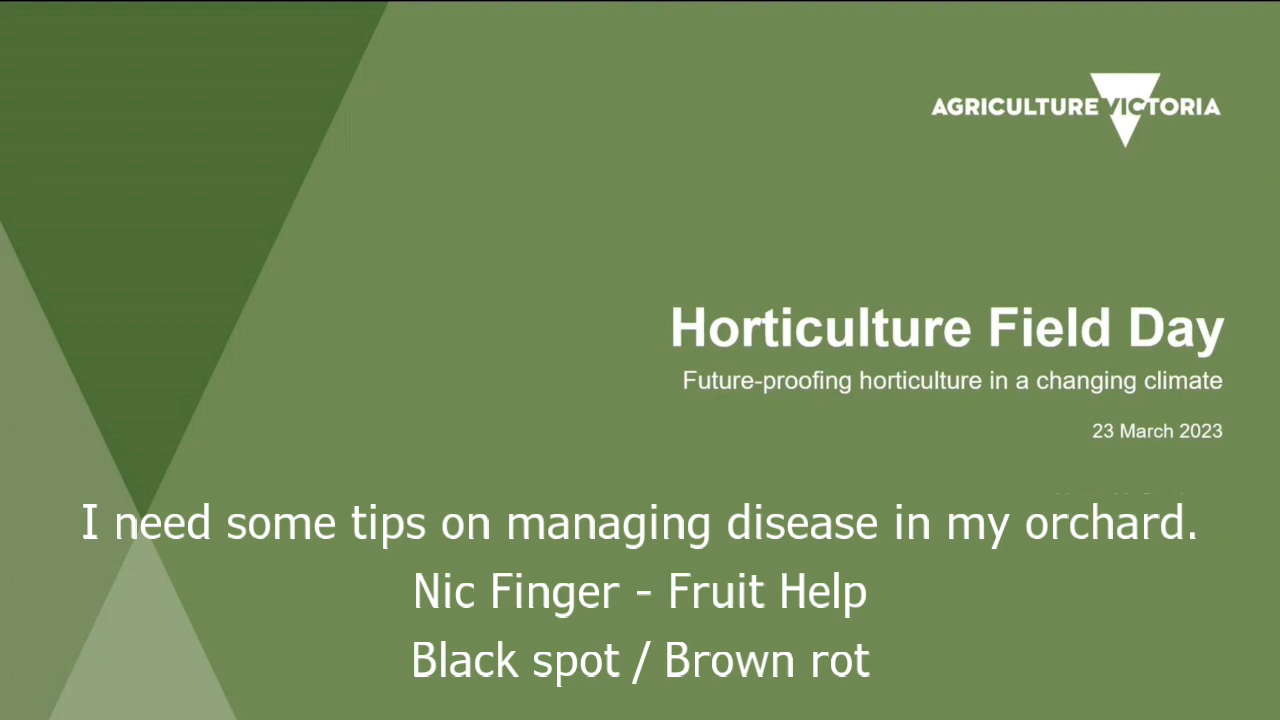 AGRICULTURE VICTORIA
Horticulture Field Day
Future-proofing horticulture in a changing climate
23 March 2023
I need some tips on managing disease in my orchard.
Nic Finger - Fruit Help
Black spot / Brown rot